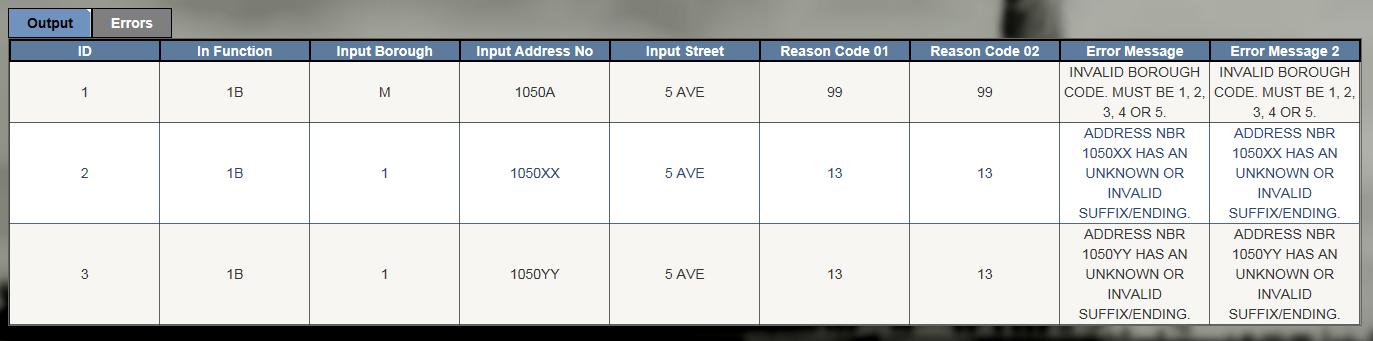 Output Errors
ID In Function Input Borough Input Address No Input Street Reason Code 01 Reason Code 02 Error Message Error Message 2
1 1B M 1050A 5 AVE 99 99 INVALID BOROUGH CODE. MUST BE 1, 2, 3, 4 OR 5. INVALID BOROUGH CODE. MUST BE 1, 2, 3, 4 OR 5.
2 1B 1 1050XX 5 AVE 13 13 ADDRESS NBR 1050XX HAS AN UNKNOWN OR INVALID SUFFIX/ENDING. ADDRESS NBR 1050XX HAS AN UNKNOWN OR INVALID SUFFIX/ENDING.
3 1B 1 1050YY 5 AVE 13 13 ADDRESS NBR 1050YY HAS AN UNKNOWN OR INVALID SUFFIX/ENDING. ADDRESS NBR 1050YY HAS AN UNKNOWN OR INVALID SUFFIX/ENDING.